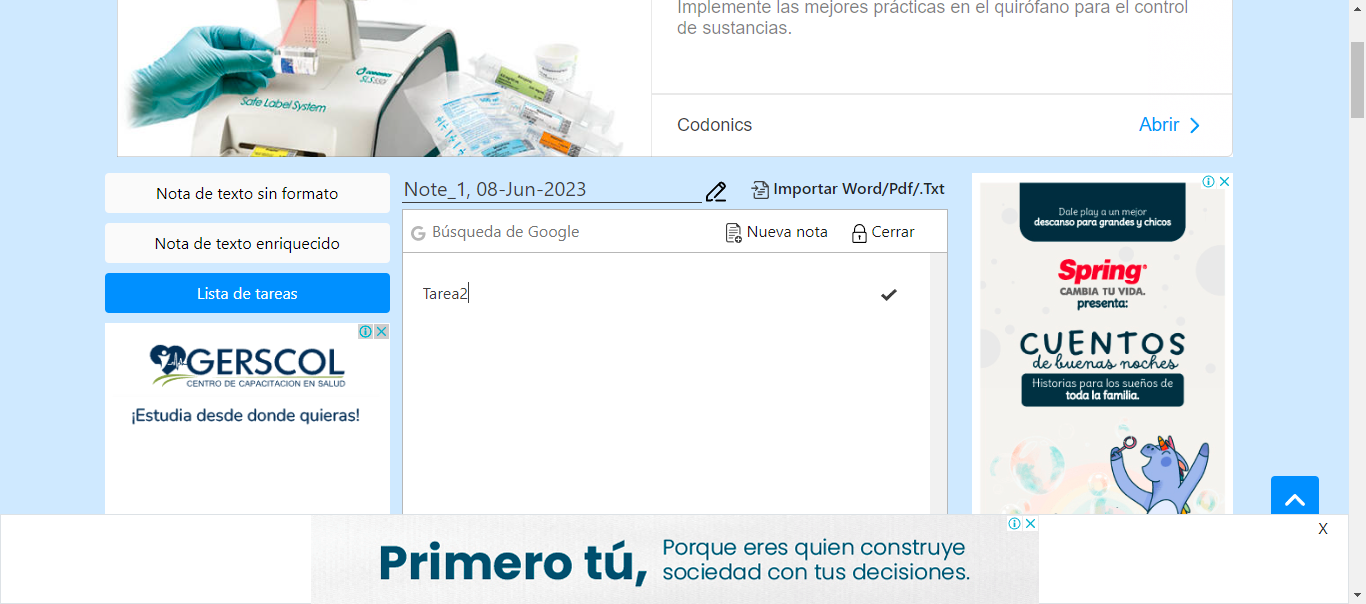 Implemente las mejores prácticas en el quirófano para el control
de sustancias.
CODONICS
SLS 550i
Safe Label System
Codonics
Abrir
Nota de texto sin formato
Nota de texto enriquecido
Lista de tareas
Note_1, 08-Jun-2023
Importar Word/Pdf/.Txt
Búsqueda de Google
Nueva nota
Cerrar
Tarea2
GERSCOL
CENTRO DE CAPACITACION EN SALUD
¡Estudia desde donde quieras!
Dale play a un mejor
descanso para grandes y chicos
Spring
CAMBIA TU VIDA.
presenta:
CUENTOS
de buenas noches
Historias para los sueños de
toda la familia.
Primero tú,
Porque eres quien construye
sociedad con tus decisiones.
X